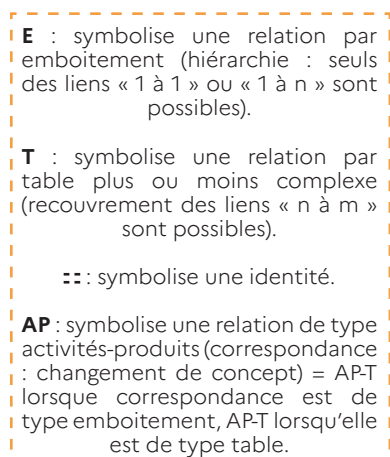 E : symbolise une relation par
emboitement (hiérarchie : seuls
des liens « 1 à 1 » ou « 1 à n » sont
possibles).
T : symbolise une relation par
table plus ou moins complexe
(recouvrement des liens « n à m »
sont possibles).
:: : symbolise une identité.
AP : symbolise une relation de type
activités-produits (correspondance
: changement de concept) = AP-T
lorsque correspondance est de
type emboitement, AP-T lorsqu'elle
est de type table.